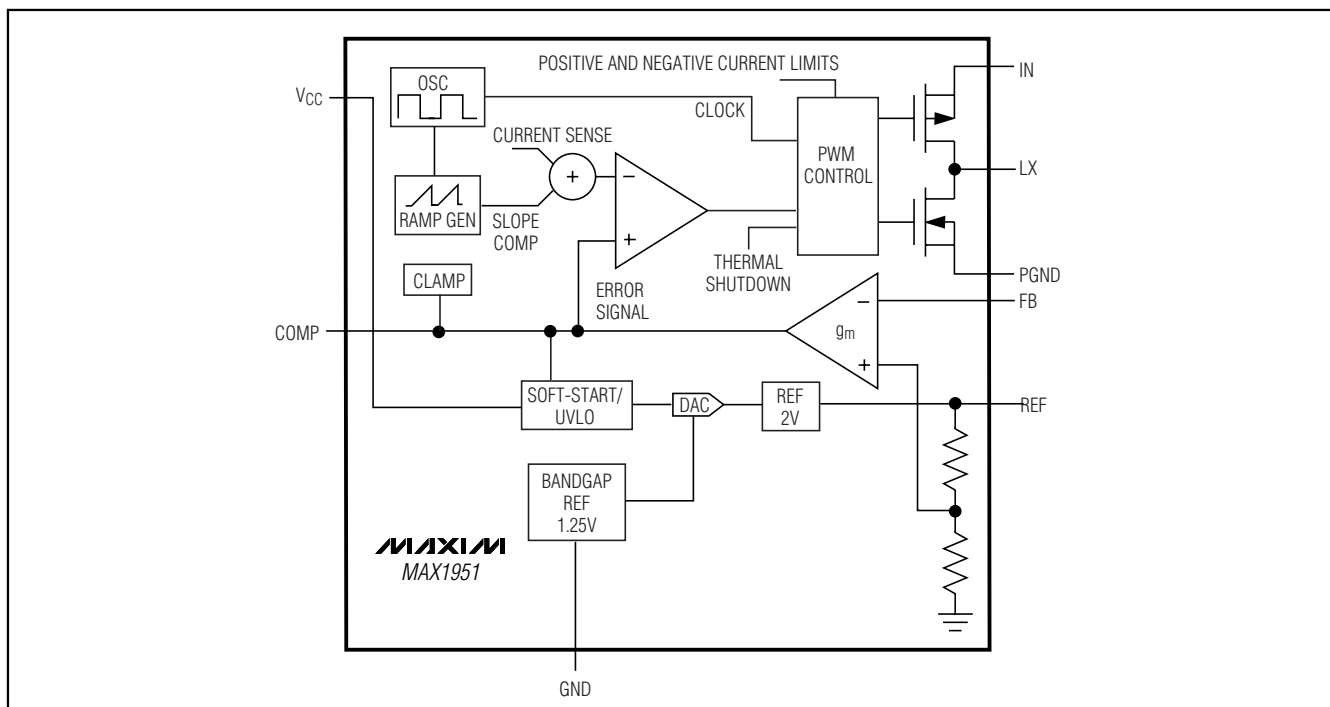 POSITIVE AND NEGATIVE CURRENT LIMITS
IN
OSC
VCC
CLOCK
CURRENT SENSE
PWM
CONTROL
LX
+
−
RAMP GEN
SLOPE
COMP
+
THERMAL
SHUTDOWN
PGND
CLAMP
ERROR
SIGNAL
−
FB
COMP
gm
+
SOFT-START/
UVLO
DAC
REF
2V
REF
BANDGAP
REF
1.25V
MAXIM
MAX1951
GND